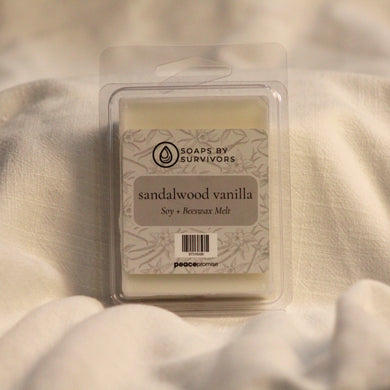 SOAPS BY
SURVIVORS
sandalwood vanilla
Soy + Beeswax Melt
peacepromise